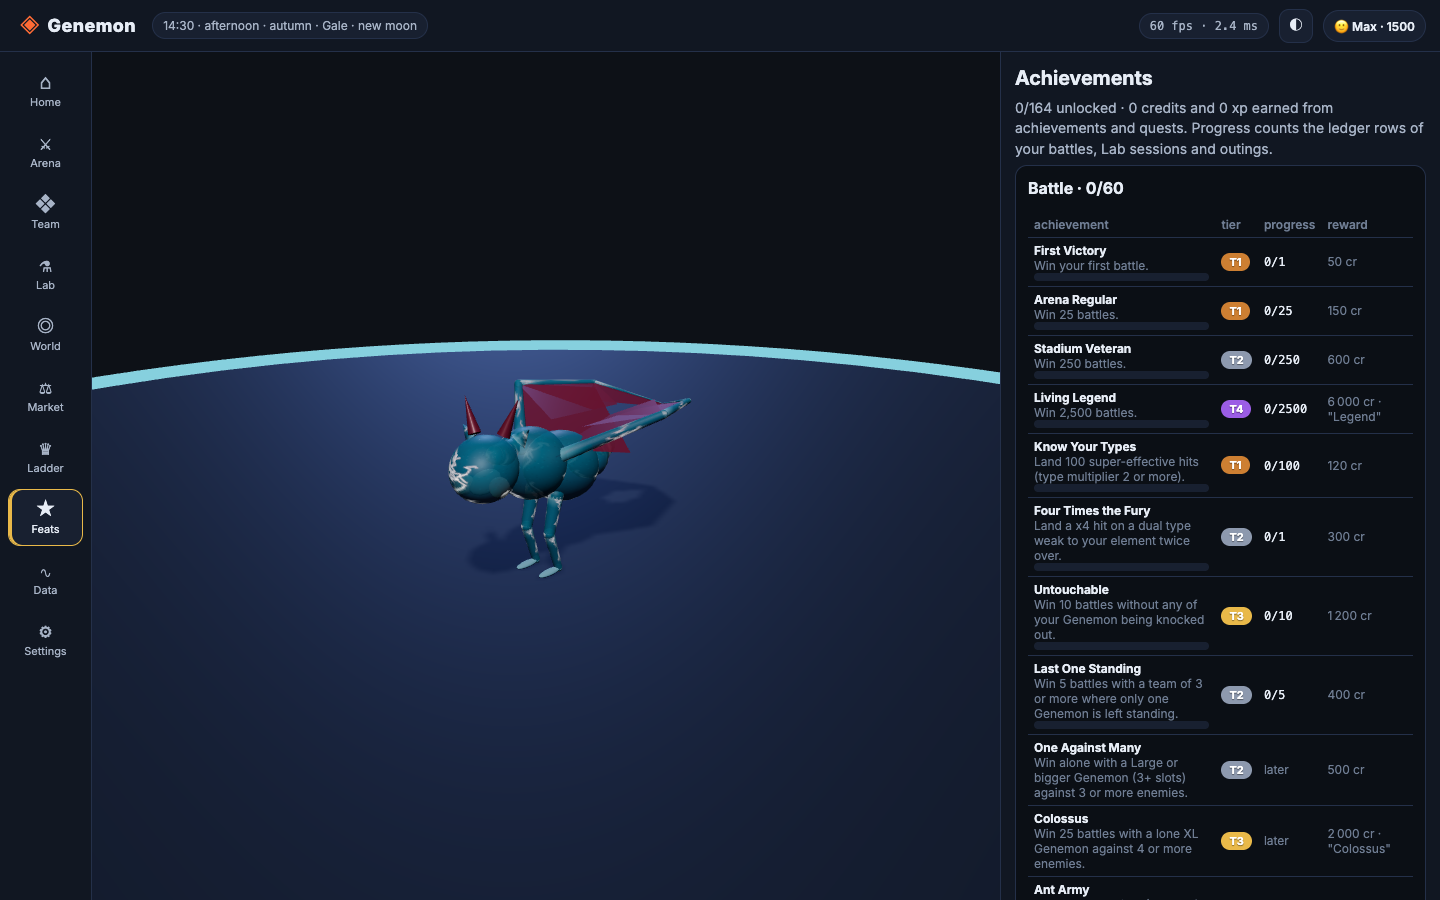 Genemon
14:30 · afternoon · autumn · Gale · new moon
60 fps · 2.4 ms
Max · 1500
Home
Arena
Team
Lab
World
Market
Ladder
Feats
Data
Settings
Achievements
0/164 unlocked · 0 credits and 0 xp earned from
achievements and quests. Progress counts the ledger rows of
your battles, Lab sessions and outings.
Battle · 0/60
achievement tier progress reward
First Victory
Win your first battle.
T1 0/1 50 cr
Arena Regular
Win 25 battles.
T1 0/25 150 cr
Stadium Veteran
Win 250 battles.
T2 0/250 600 cr
Living Legend
Win 2,500 battles.
T4 0/2500 6 000 cr ·
"Legend"
Know Your Types
Land 100 super-effective hits
(type multiplier 2 or more).
T1 0/100 120 cr
Four Times the Fury
Land a x4 hit on a dual type
weak to your element twice
over.
T2 0/1 300 cr
Untouchable
Win 10 battles without any of
your Genemon being knocked
out.
T3 0/10 1 200 cr
Last One Standing
Win 5 battles with a team of 3
or more where only one
Genemon is left standing.
T2 0/5 400 cr
One Against Many
Win alone with a Large or
bigger Genemon (3+ slots)
against 3 or more enemies.
T2 later 500 cr
Colossus
Win 25 battles with a lone XL
Genemon against 4 or more
enemies.
T3 later 2 000 cr ·
"Colossus"
Ant Army